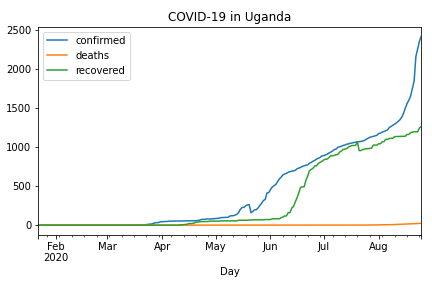 COVID-19 in Uganda
confirmed
deaths
recovered
2500
2000
1500
1000
500
0
Feb Mar Apr May Jun Jul Aug
2020
Day